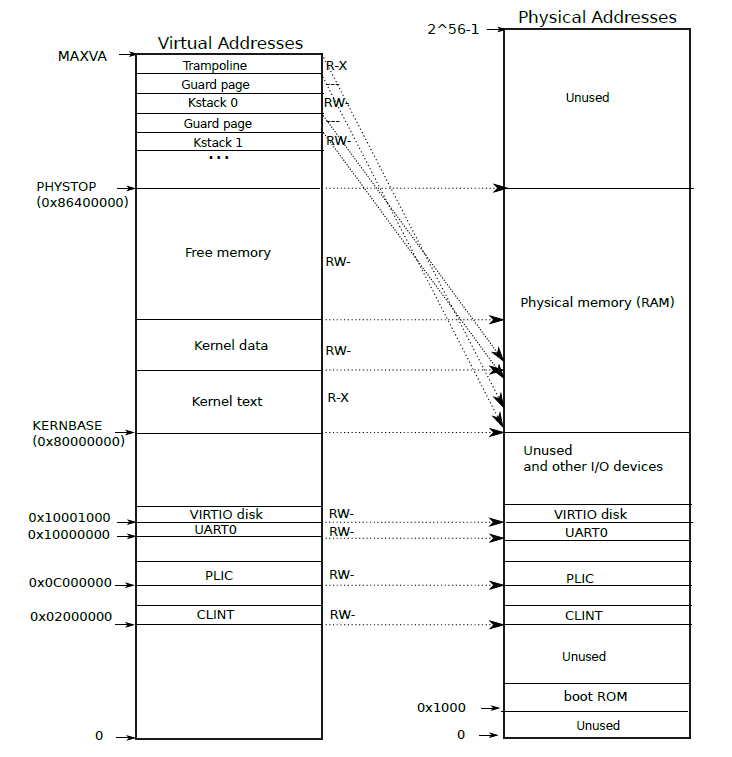 Physical Addresses
2^56-1
Virtual Addresses
MAXVA
Trampoline
R-X
Guard page
---
Kstack 0
RW-
Guard page
---
Kstack 1
RW-
...
Unused
PHYSTOP
(0x86400000)
Free memory
RW-
Physical memory (RAM)
Kernel data
RW-
Kernel text
R-X
KERNBASE
(0x80000000)
Unused
and other I/O devices
0x10001000
VIRTIO disk
RW-
VIRTIO disk
0x10000000
UART0
RW-
UART0
0x0C000000
PLIC
RW-
PLIC
0x02000000
CLINT
RW-
CLINT
Unused
boot ROM
0x1000
Unused
0
0